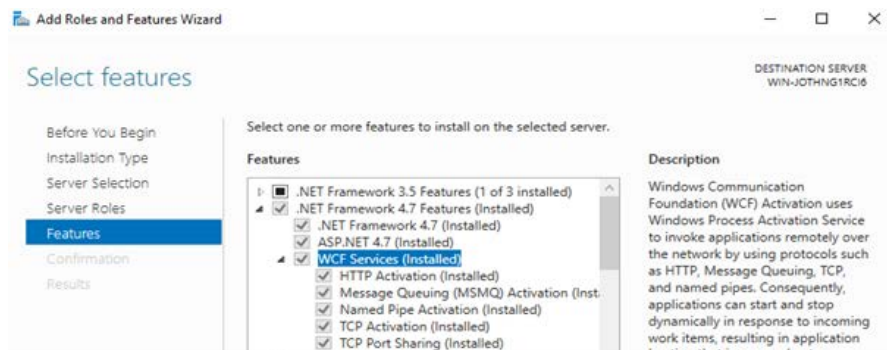 Add Roles and Features Wizard
Select features
DESTINATION SERVER
WIN-JOTHNG1RCI6
Before You Begin
Installation Type
Server Selection
Server Roles
Features
Confirmation
Results
Select one or more features to install on the selected server.
Features
.NET Framework 3.5 Features (1 of 3 installed)
.NET Framework 4.7 Features (Installed)
.NET Framework 4.7 (Installed)
ASP.NET 4.7 (Installed)
WCF Services (Installed)
HTTP Activation (Installed)
Message Queuing (MSMQ) Activation (Inst
Named Pipe Activation (Installed)
TCP Activation (Installed)
TCP Port Sharing (Installed)
Description
Windows Communication
Foundation (WCF) Activation uses
Windows Process Activation Service
to invoke applications remotely over
the network by using protocols such
as HTTP, Message Queuing, TCP,
and named pipes. Consequently,
applications can start and stop
dynamically in response to incoming
work items, resulting in application